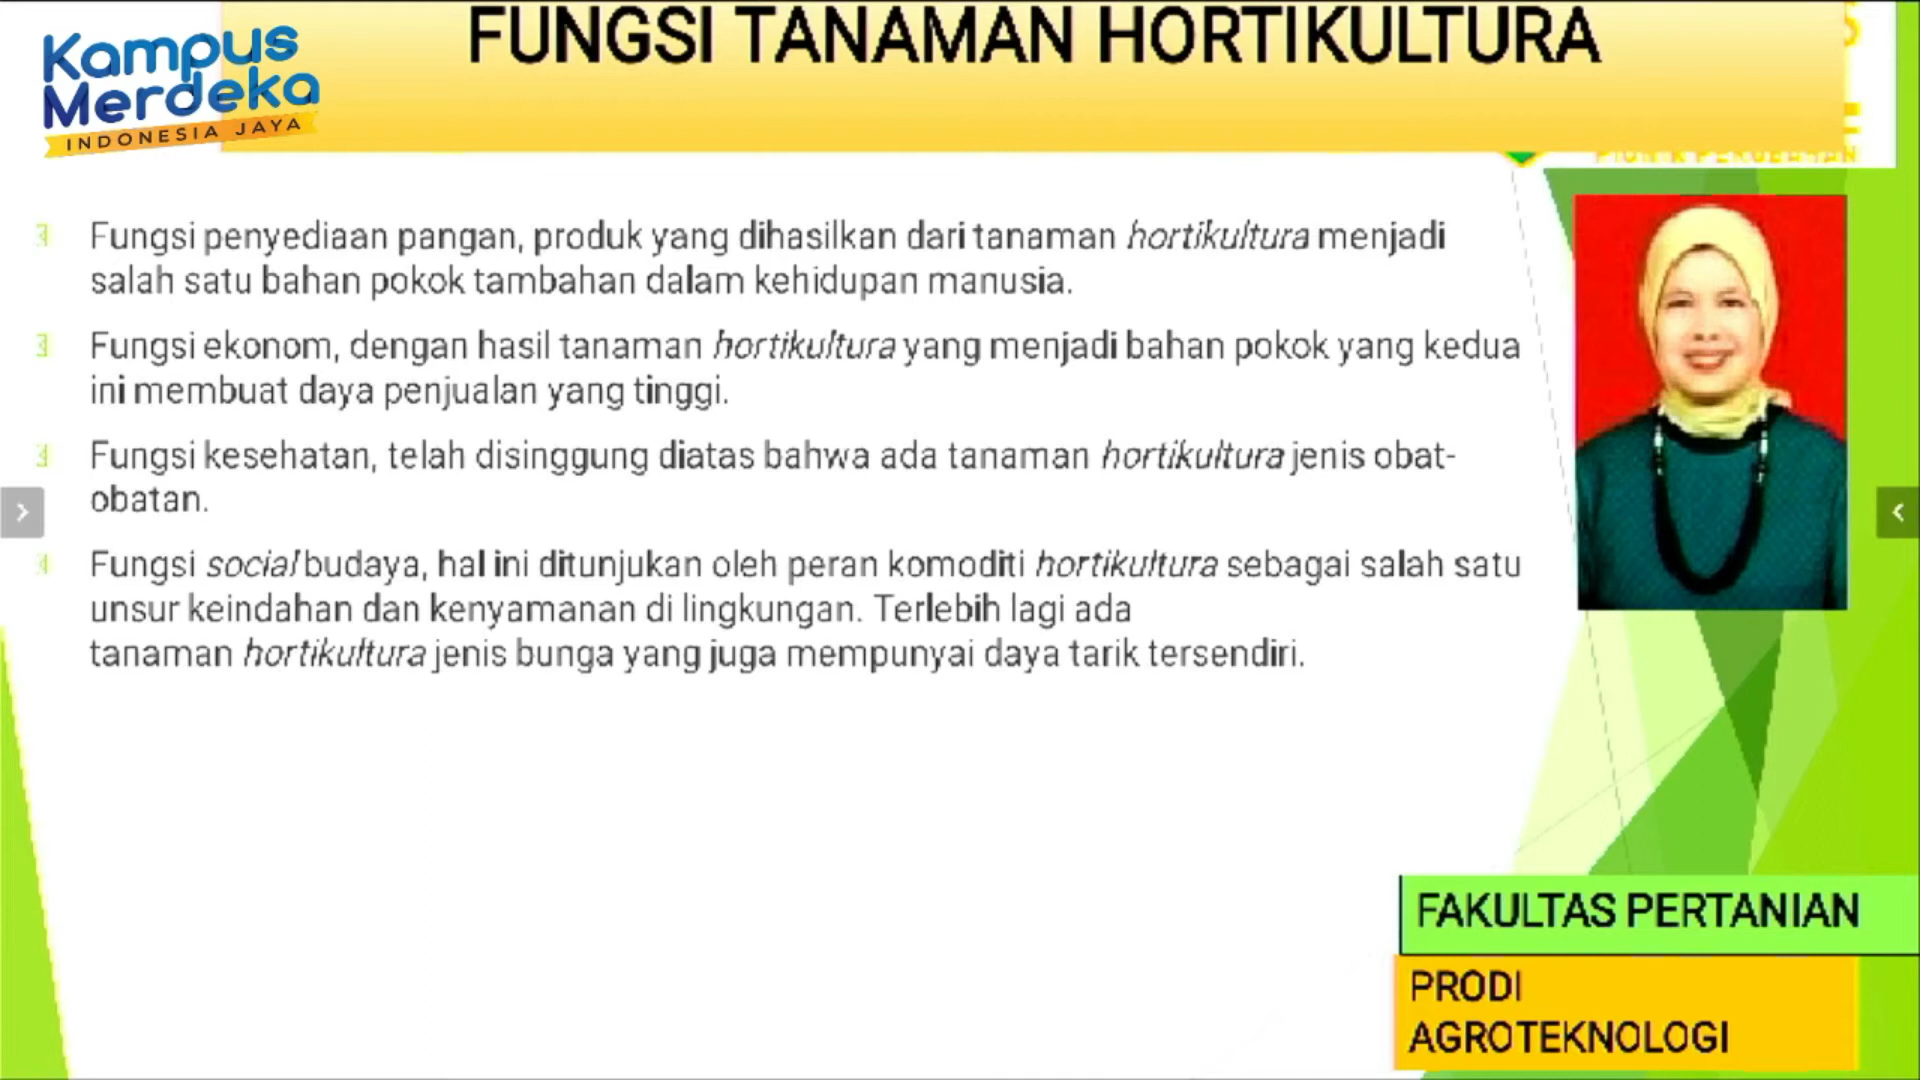 FUNGSI TANAMAN HORTIKULTURA
Kampus
Merdeka
INDONESIA JAYA
Fungsi penyediaan pangan, produk yang dihasilkan dari tanaman hortikultura menjadi
salah satu bahan pokok tambahan dalam kehidupan manusia.
Fungsi ekonom, dengan hasil tanaman hortikultura yang menjadi bahan pokok yang kedua
ini membuat daya penjualan yang tinggi.
Fungsi kesehatan, telah disinggung diatas bahwa ada tanaman hortikultura jenis obat-
obatan.
Fungsi social budaya, hal ini ditunjukan oleh peran komoditi hortikultura sebagai salah satu
unsur keindahan dan kenyamanan di lingkungan. Terlebih lagi ada
tanaman hortikultura jenis bunga yang juga mempunyai daya tarik tersendiri.
FAKULTAS PERTANIAN
PRODI
AGROTEKNOLOGI